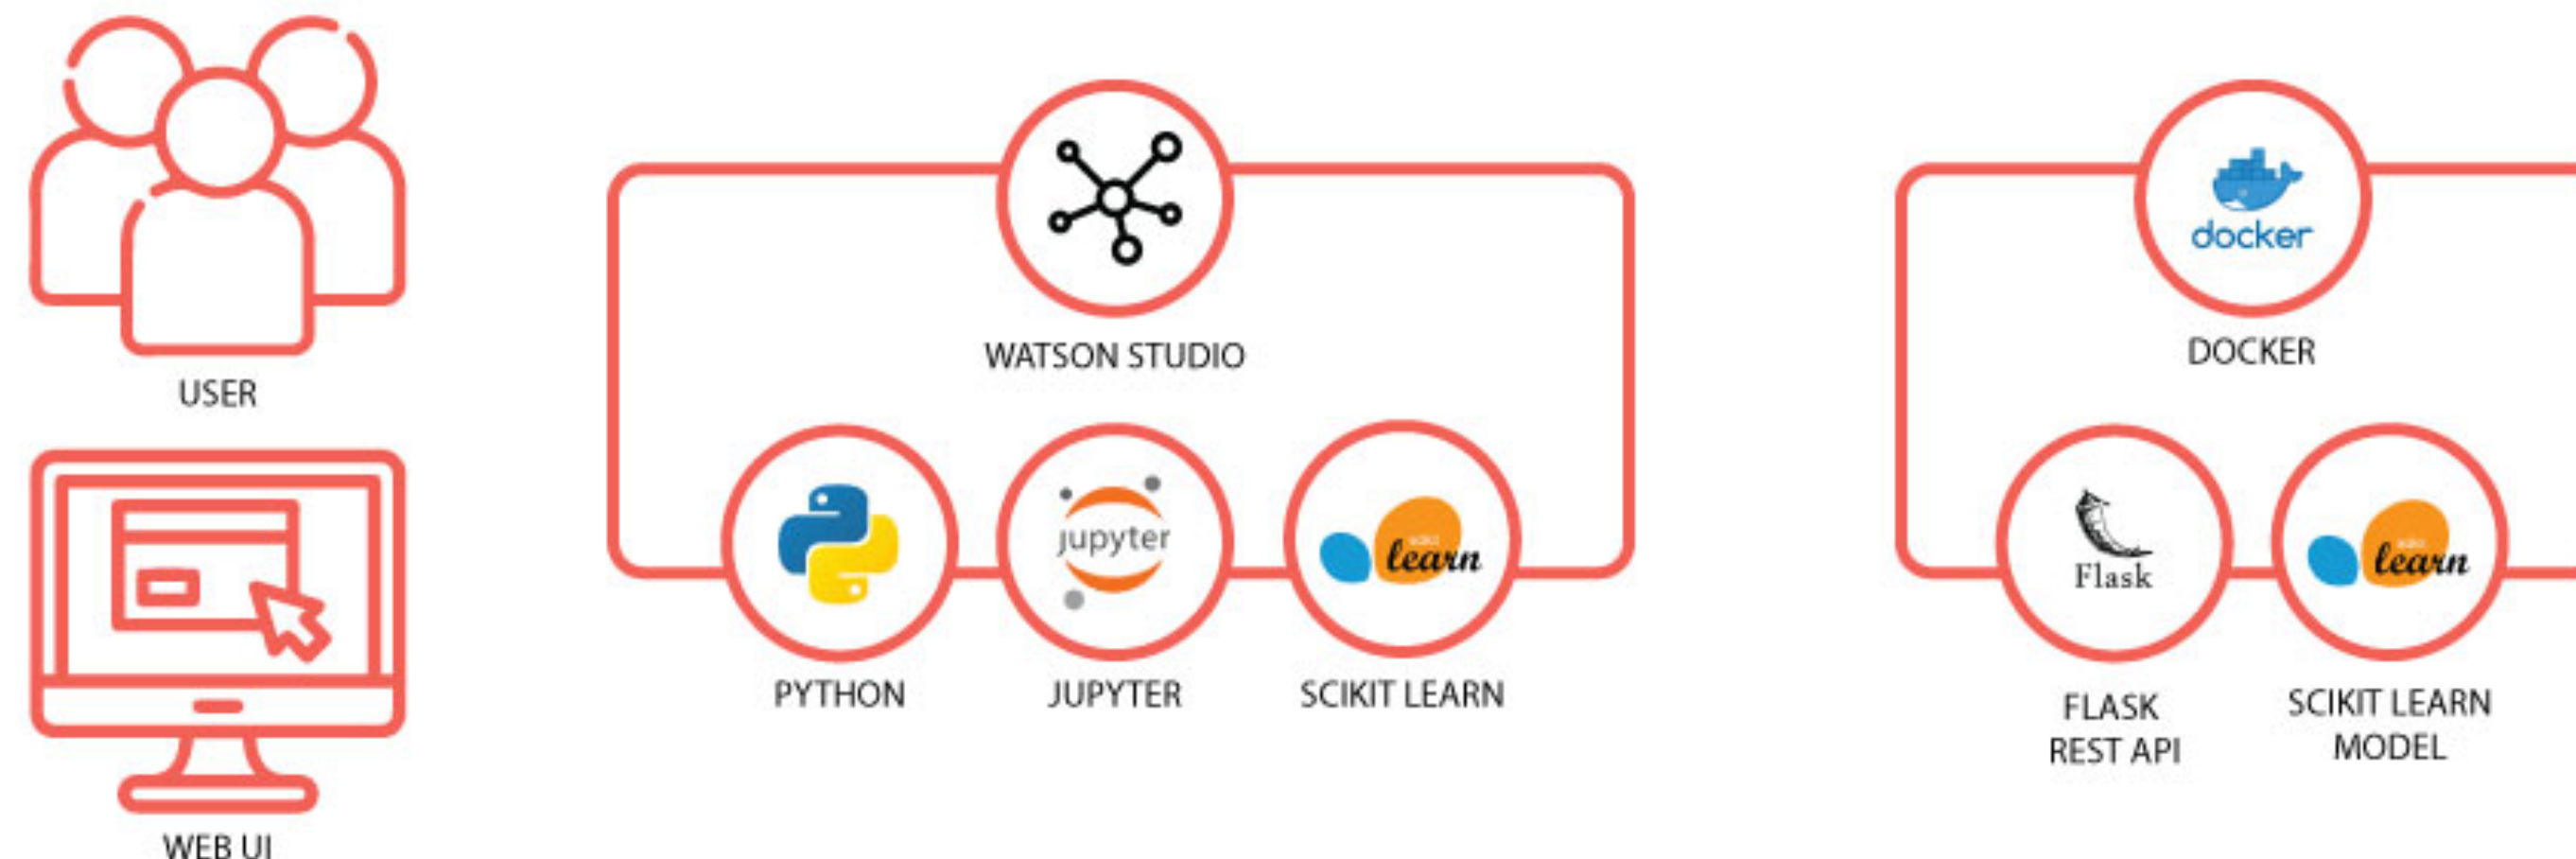 USER
WEB UI
WATSON STUDIO
jupyter
learn
PYTHON
JUPYTER
SCIKIT LEARN
docker
DOCKER
Flask
learn
FLASK
REST API
SCIKIT LEARN
MODEL